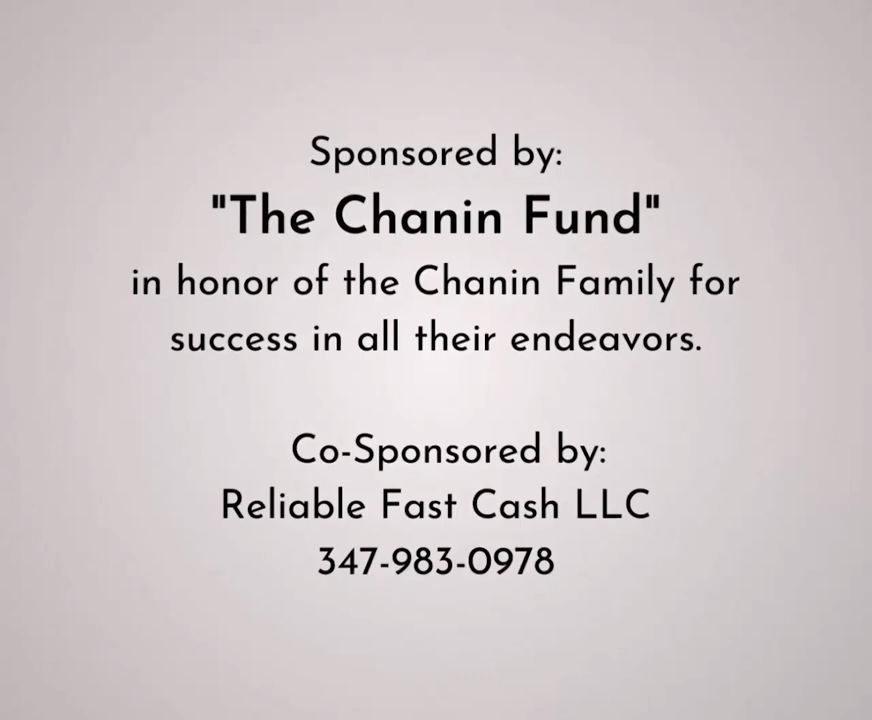 Sponsored by:
"The Chanin Fund"
in honor of the Chanin Family for
success in all their endeavors.
Co-Sponsored by:
Reliable Fast Cash LLC
347-983-0978